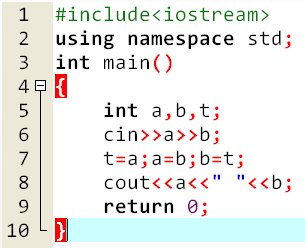 1 #include<iostream>
2 using namespace std;
3 int main()
4 {
5 int a,b,t;
6 cin>>a>>b;
7 t=a;a=b;b=t;
8 cout<<a<<" "<<b;
9 return 0;
10 }